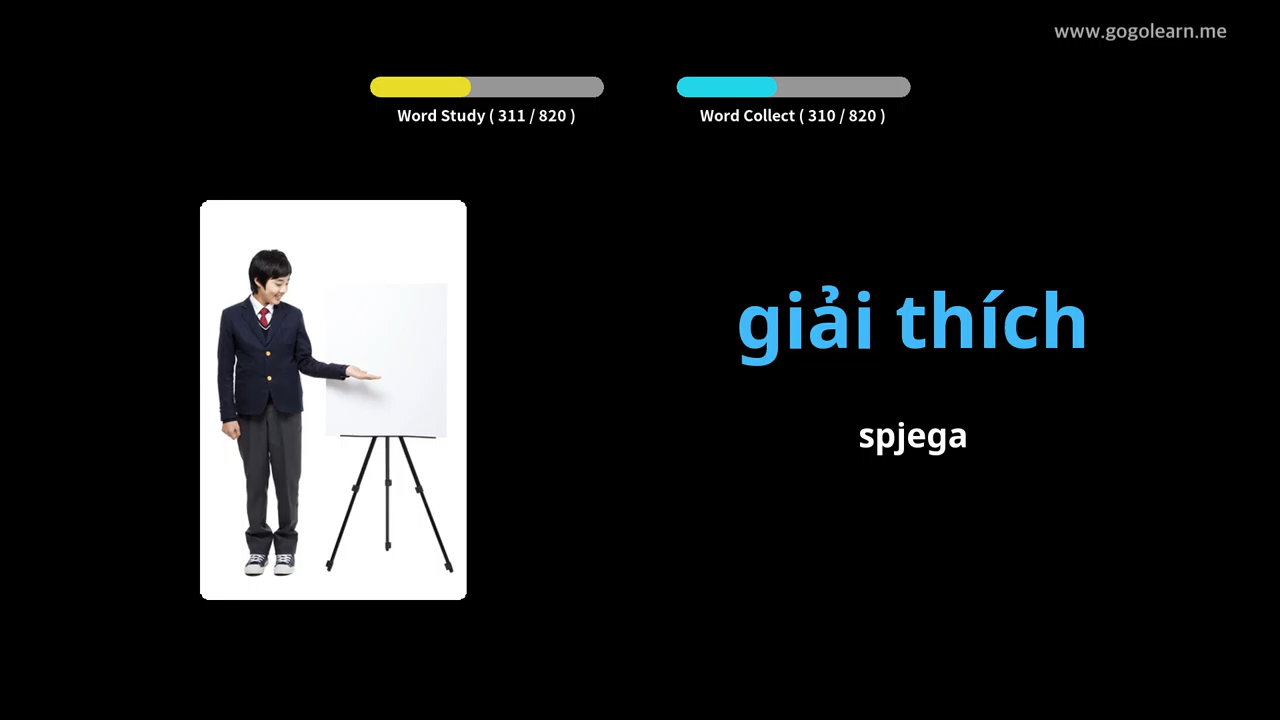 www.gogolearn.me
Word Study ( 311 / 820 )
Word Collect ( 310 / 820 )
giải thích
spjega